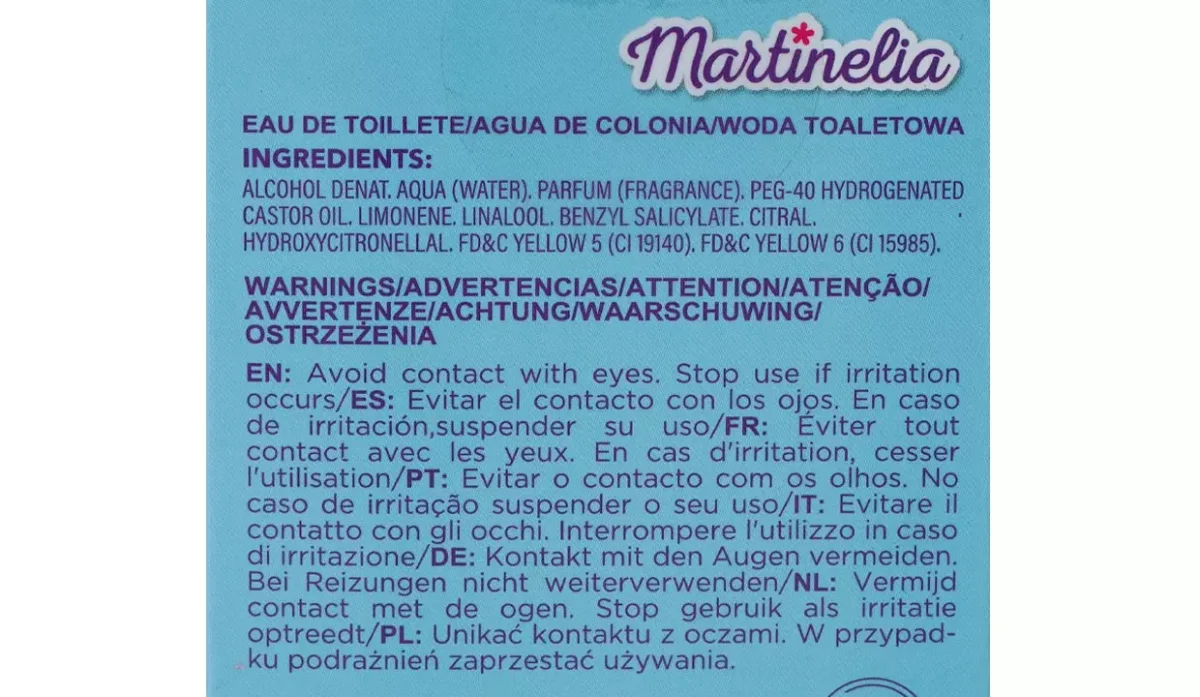 Martinelia
EAU DE TOILLETE/AGUA DE COLONIA/WODA TOALETOWA
INGREDIENTS:
ALCOHOL DENAT. AQUA (WATER). PARFUM (FRAGRANCE). PEG-40 HYDROGENATED
CASTOR OIL. LIMONENE. LINALOOL. BENZYL SALICYLATE. CITRAL.
HYDROXYCITRONELLAL. FD&C YELLOW 5 (CI 19140). FD&C YELLOW 6 (CI 15985).
WARNINGS/ADVERTENCIAS/ATTENTION/ATENÇÃO/
AVVERTENZE/ACHTUNG/WAARSCHUWING/
OSTRZEŻENIA
EN: Avoid contact with eyes. Stop use if irritation
occurs/ES: Evitar el contacto con los ojos. En caso
de irritación,suspender su uso/FR: Éviter tout
contact avec les yeux. En cas d'irritation, cesser
l'utilisation/PT: Evitar o contacto com os olhos. No
caso de irritação suspender o seu uso/IT: Evitare il
contatto con gli occhi. Interrompere l'utilizzo in caso
di irritazione/DE: Kontakt mit den Augen vermeiden.
Bei Reizungen nicht weiterverwenden/NL: Vermijd
contact met de ogen. Stop gebruik als irritatie
optreedt/PL: Unikać kontaktu z oczami. W przypad-
ku podrażnień zaprzestać używania.